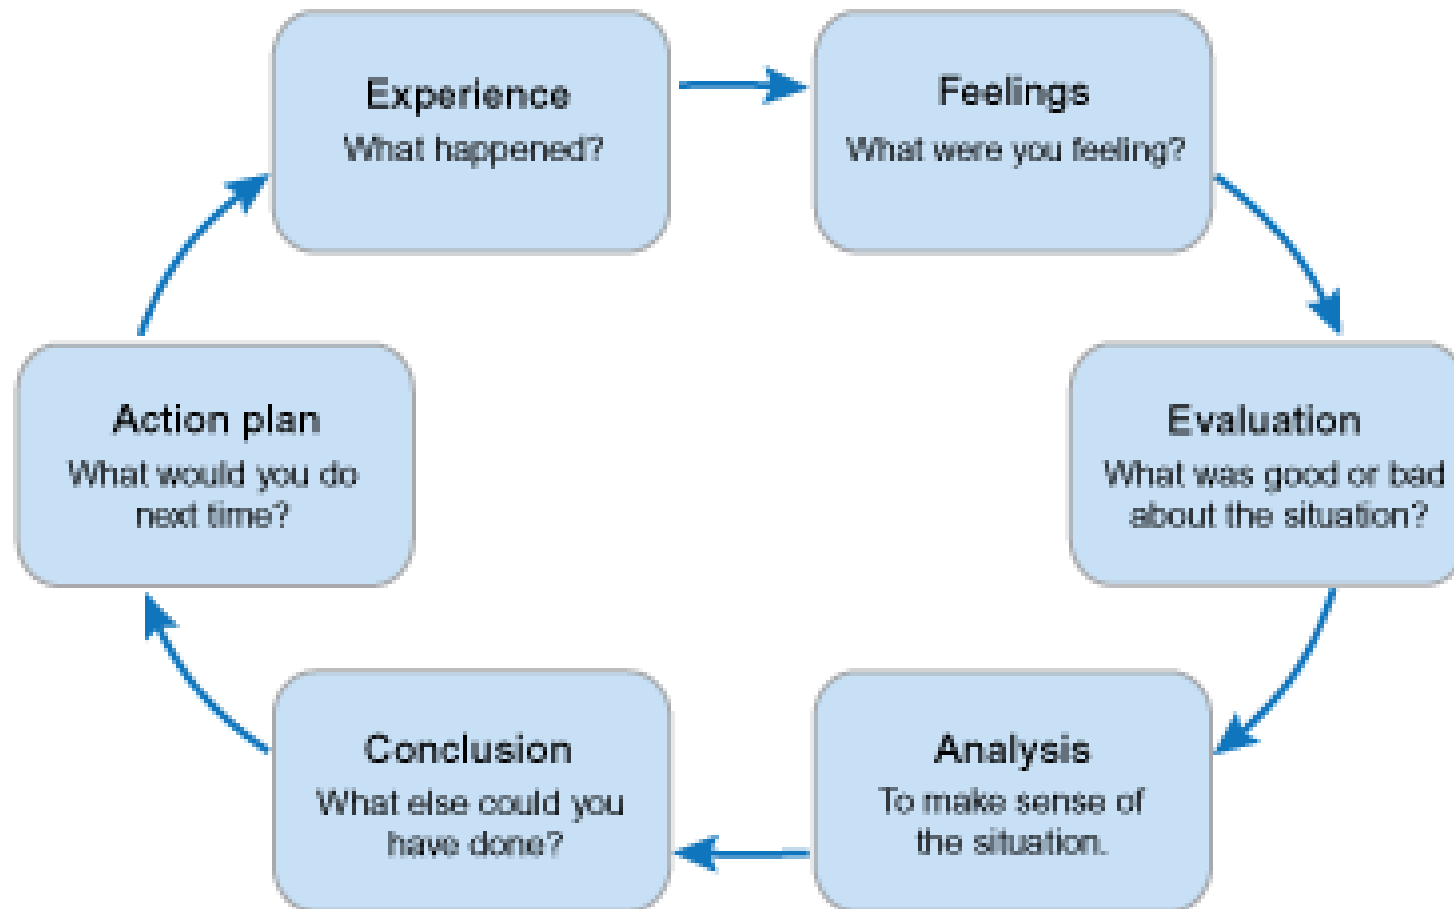 Experience
What happened?
Feelings
What were you feeling?
Evaluation
What was good or bad
about the situation?
Analysis
To make sense of
the situation.
Conclusion
What else could you
have done?
Action plan
What would you do
next time?